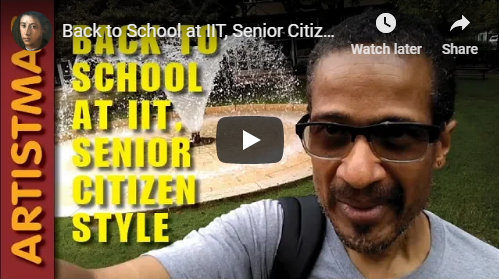 Back to School at IIT, Senior Citiz...
Watch later
Share
BACK TO
SCHOOL
AT IIT,
SENIOR
CITIZEN
STYLE
ARTISTMA